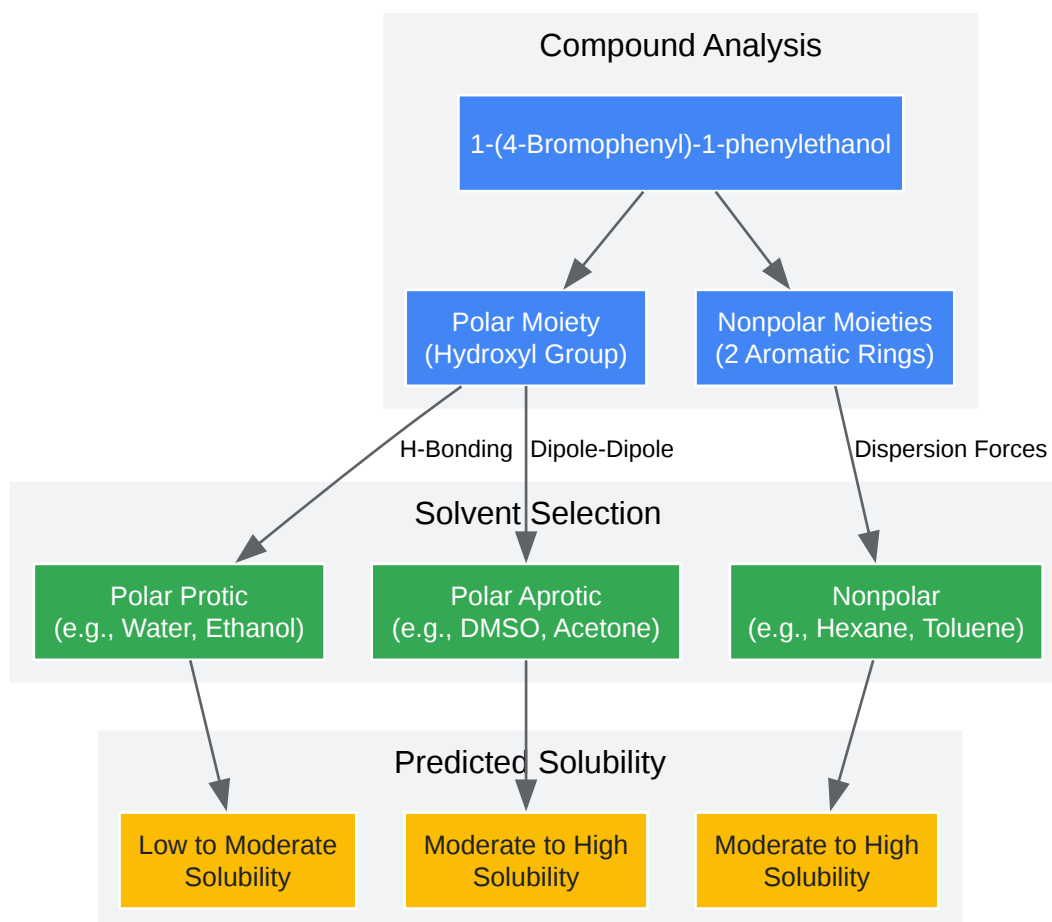 Compound Analysis
1-(4-Bromophenyl)-1-phenylethanol
Polar Moiety
(Hydroxyl Group)
Nonpolar Moieties
(2 Aromatic Rings)
H-Bonding
Dipole-Dipole
Dispersion Forces
Solvent Selection
Polar Protic
(e.g., Water, Ethanol)
Polar Aprotic
(e.g., DMSO, Acetone)
Nonpolar
(e.g., Hexane, Toluene)
Predicted Solubility
Low to Moderate
Solubility
Moderate to High
Solubility
Moderate to High
Solubility